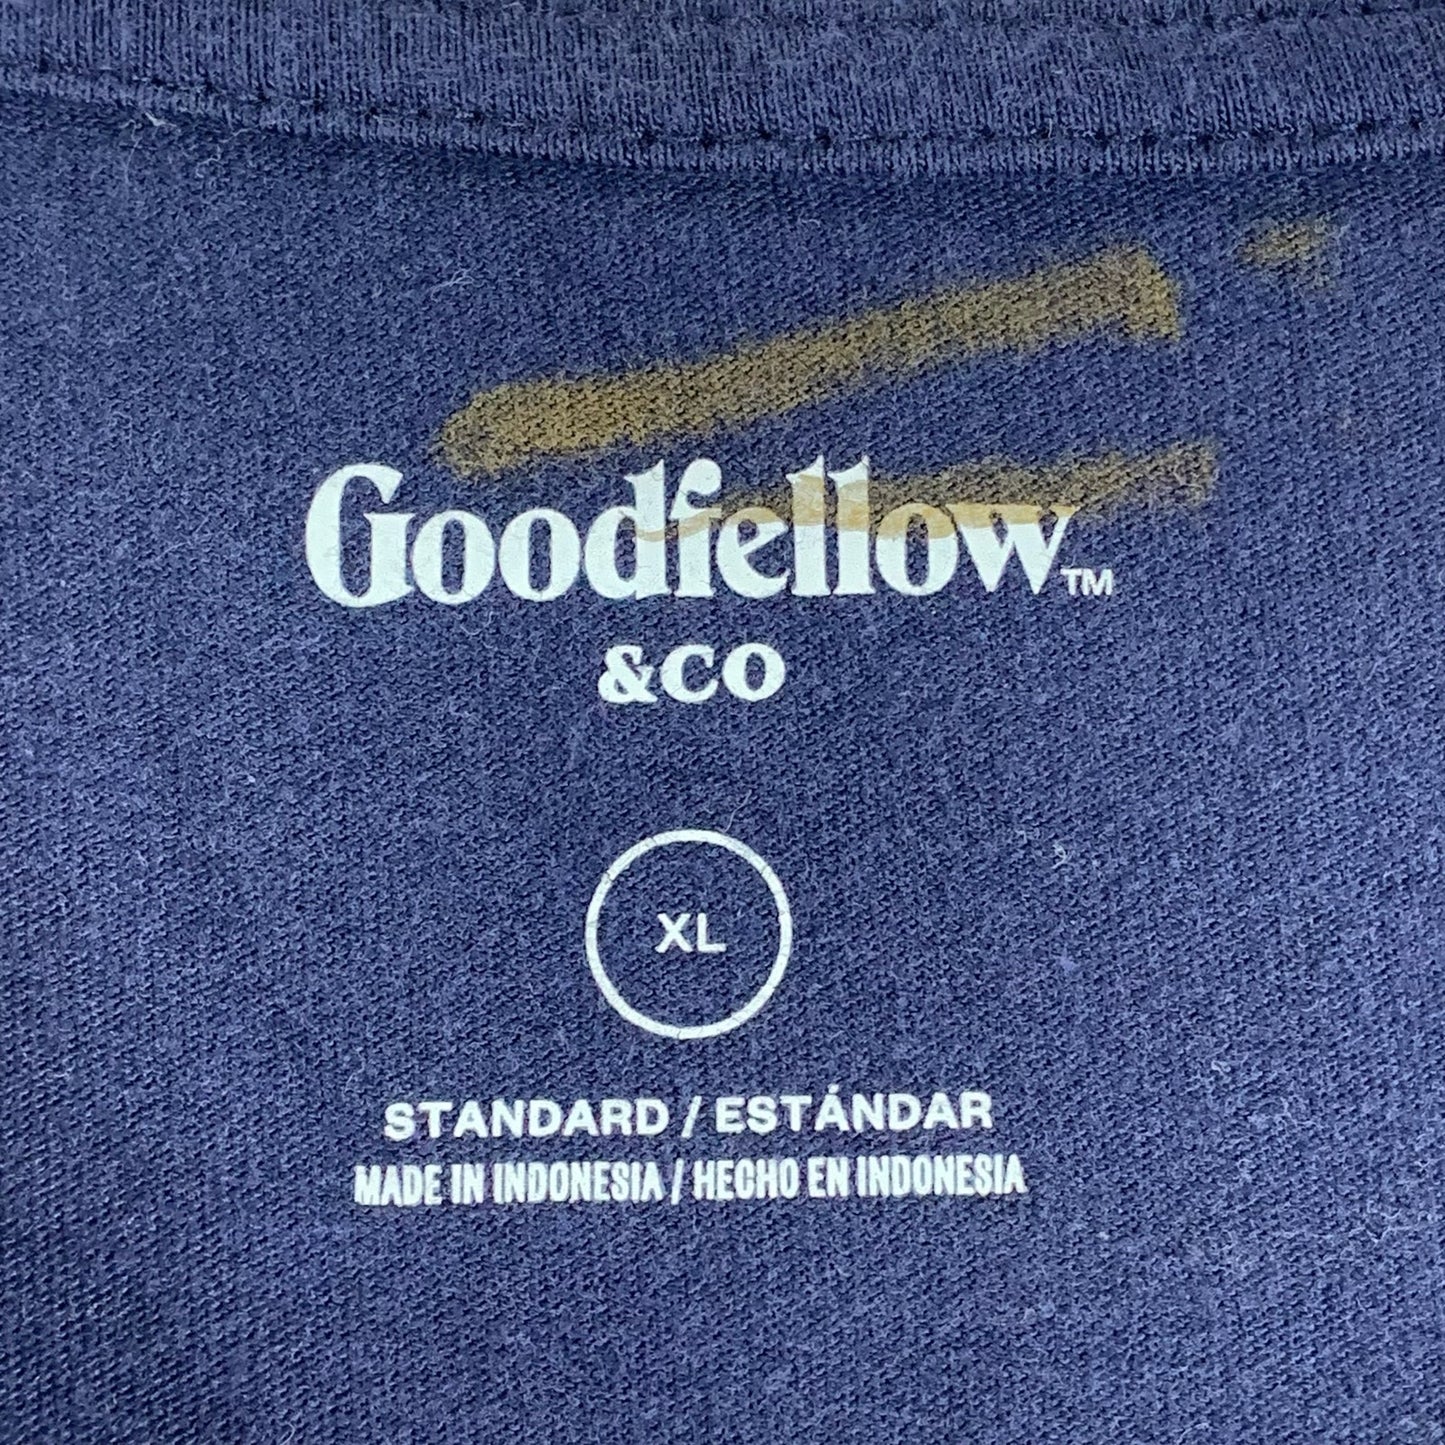 Goodfellow™
&CO
XL
STANDARD / ESTÁNDAR
MADE IN INDONESIA / HECHO EN INDONESIA